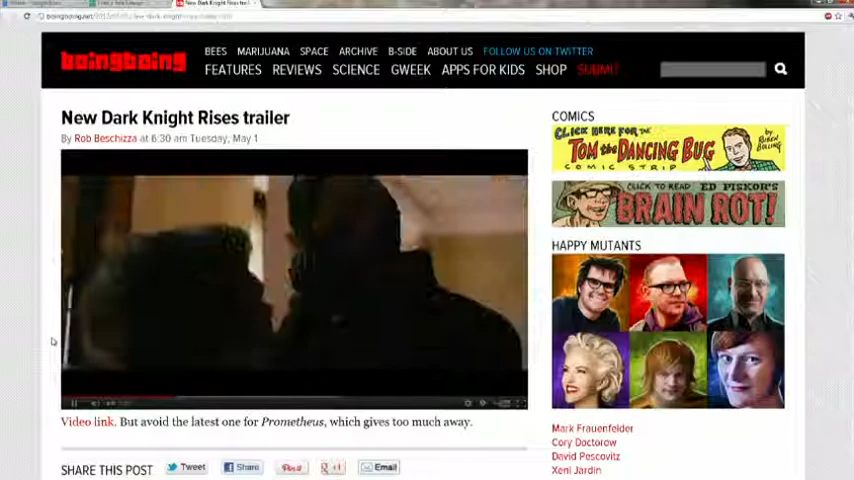 New Dark Knight Rises trai
boingboing.net/2012/05/01/new-dark-knight-rises-trailer.html
boingboing
BEES MARIJUANA SPACE ARCHIVE B-SIDE ABOUT US FOLLOW US ON TWITTER
FEATURES REVIEWS SCIENCE GWEEK APPS FOR KIDS SHOP SUBMIT
New Dark Knight Rises trailer
By Rob Beschizza at 6:30 am Tuesday, May 1
Video link. But avoid the latest one for Prometheus, which gives too much away.
SHARE THIS POST Tweet Share Pin it +1 Email
COMICS
CLICK HERE FOR THE
TOM THE DANCING BUG
COMIC STRIP
by RUBEN BOLLING
CLICK TO READ ED PISKOR'S
BRAIN ROT!
HAPPY MUTANTS
Mark Frauenfelder
Cory Doctorow
David Pescovitz
Xeni Jardin